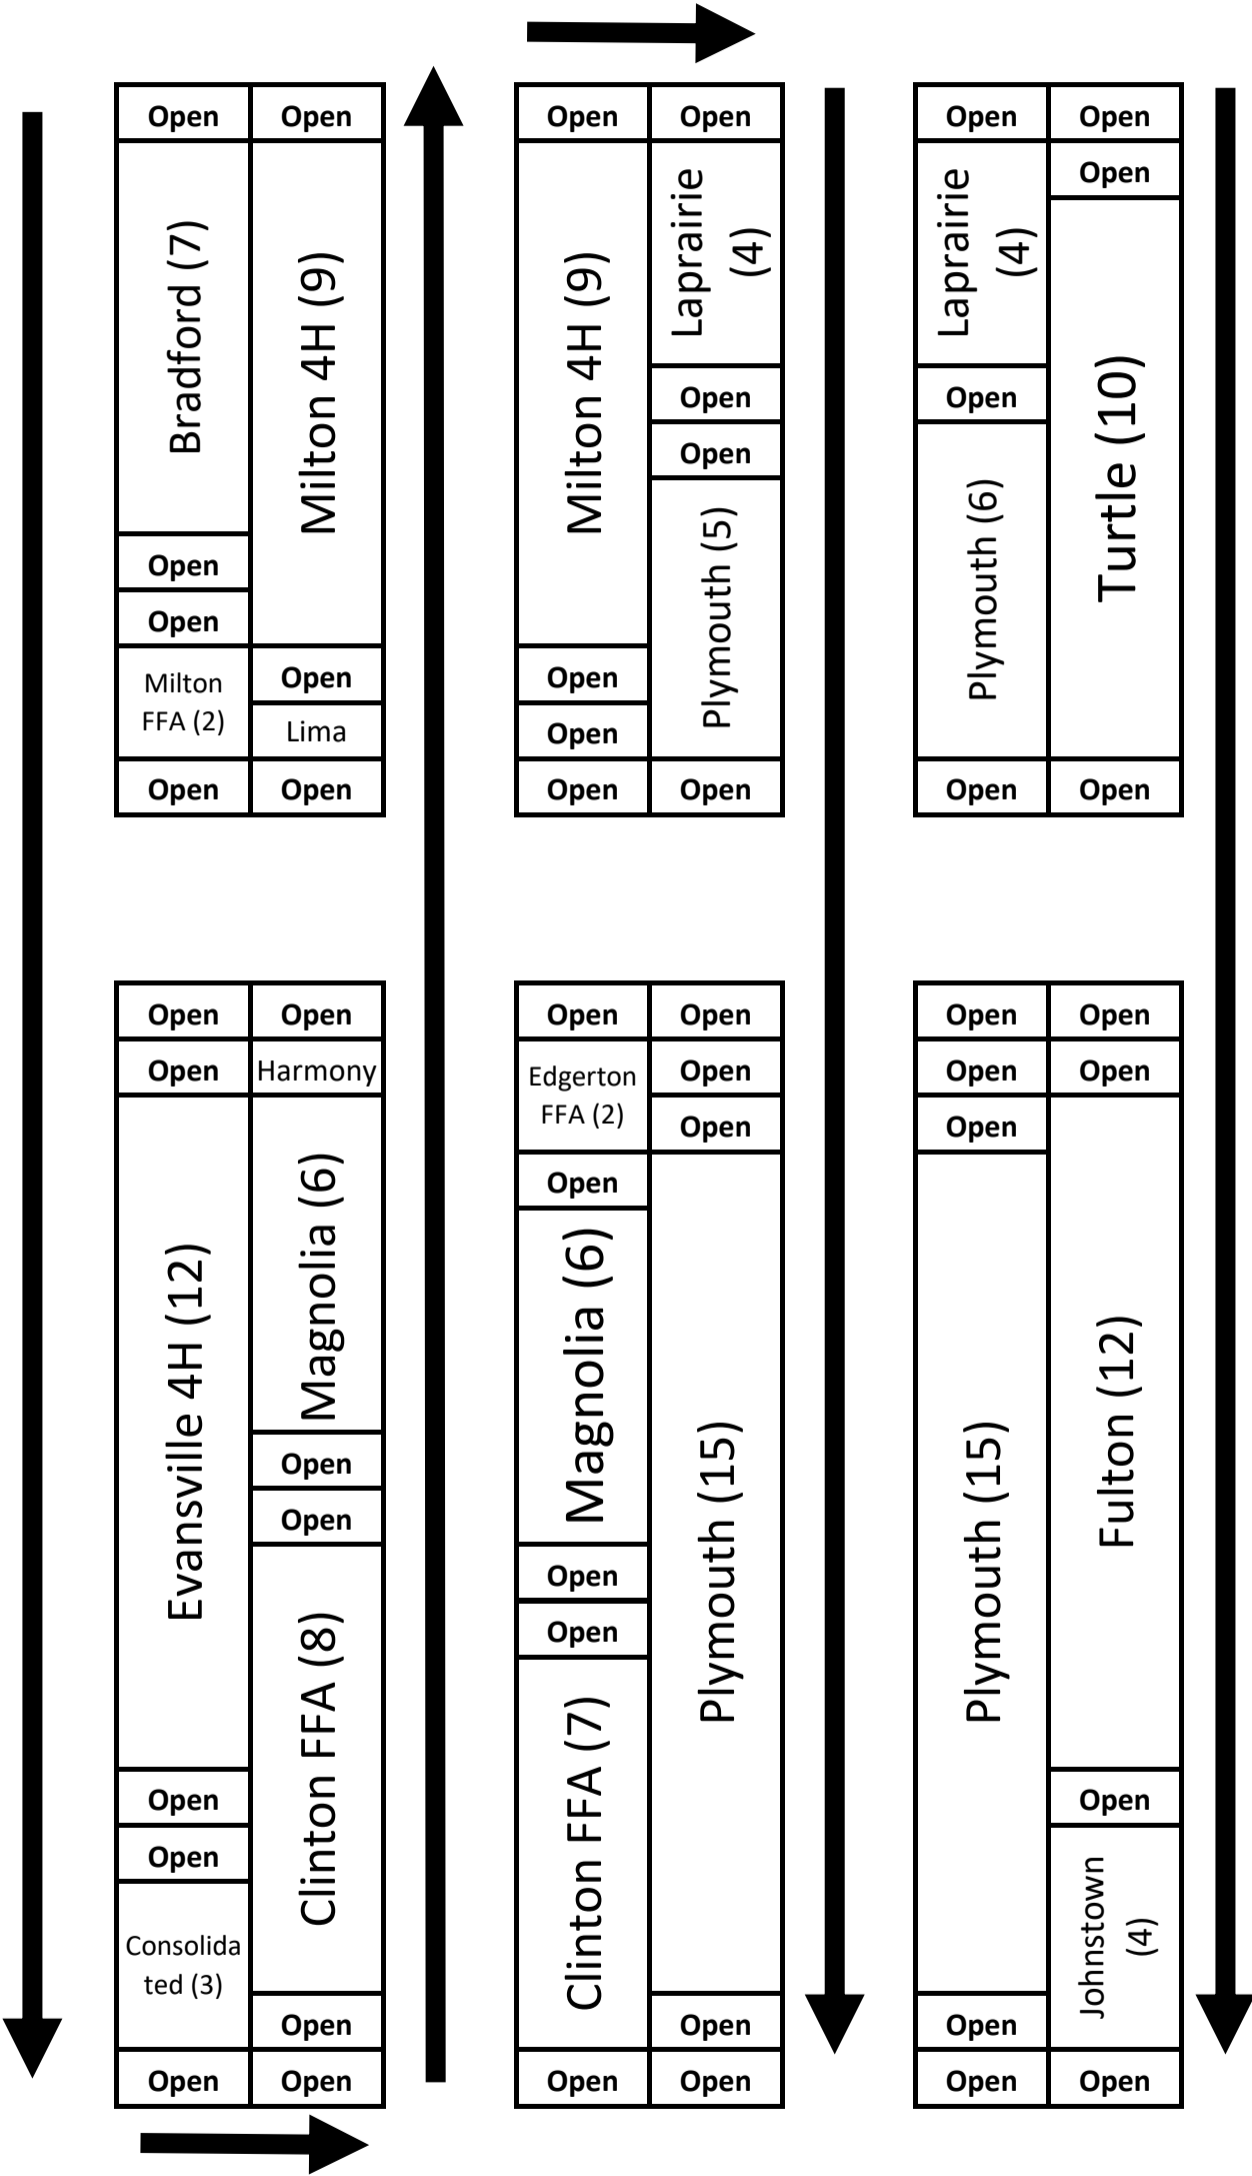 Open
Bradford (7)
Open
Open
Milton
FFA (2)
Open
Open
Milton 4H (9)
Open
Lima
Open
Open
Milton 4H (9)
Open
Open
Open
Open
Laprairie
(4)
Open
Open
Plymouth (5)
Open
Open
Laprairie
(4)
Open
Plymouth (6)
Open
Open
Open
Turtle (10)
Open
Open
Open
Evansville 4H (12)
Open
Open
Consolida
ted (3)
Open
Open
Harmony
Magnolia (6)
Open
Open
Clinton FFA (8)
Open
Open
Open
Edgerton
FFA (2)
Open
Magnolia (6)
Open
Open
Clinton FFA (7)
Open
Open
Open
Open
Plymouth (15)
Open
Open
Open
Open
Open
Plymouth (15)
Open
Open
Open
Open
Fulton (12)
Open
Johnstown
(4)
Open